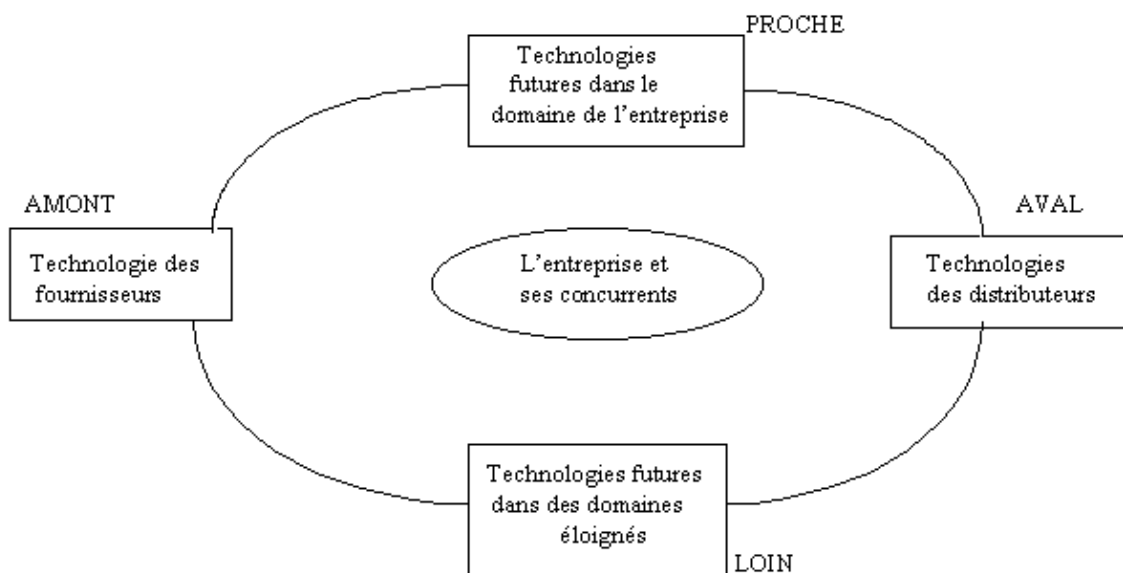 PROCHE
Technologies
futures dans le
domaine de l'entreprise
AMONT
Technologie des
fournisseurs
L'entreprise et
ses concurrents
AVAL
Technologies
des distributeurs
Technologies futures
dans des domaines
éloignés
LOIN